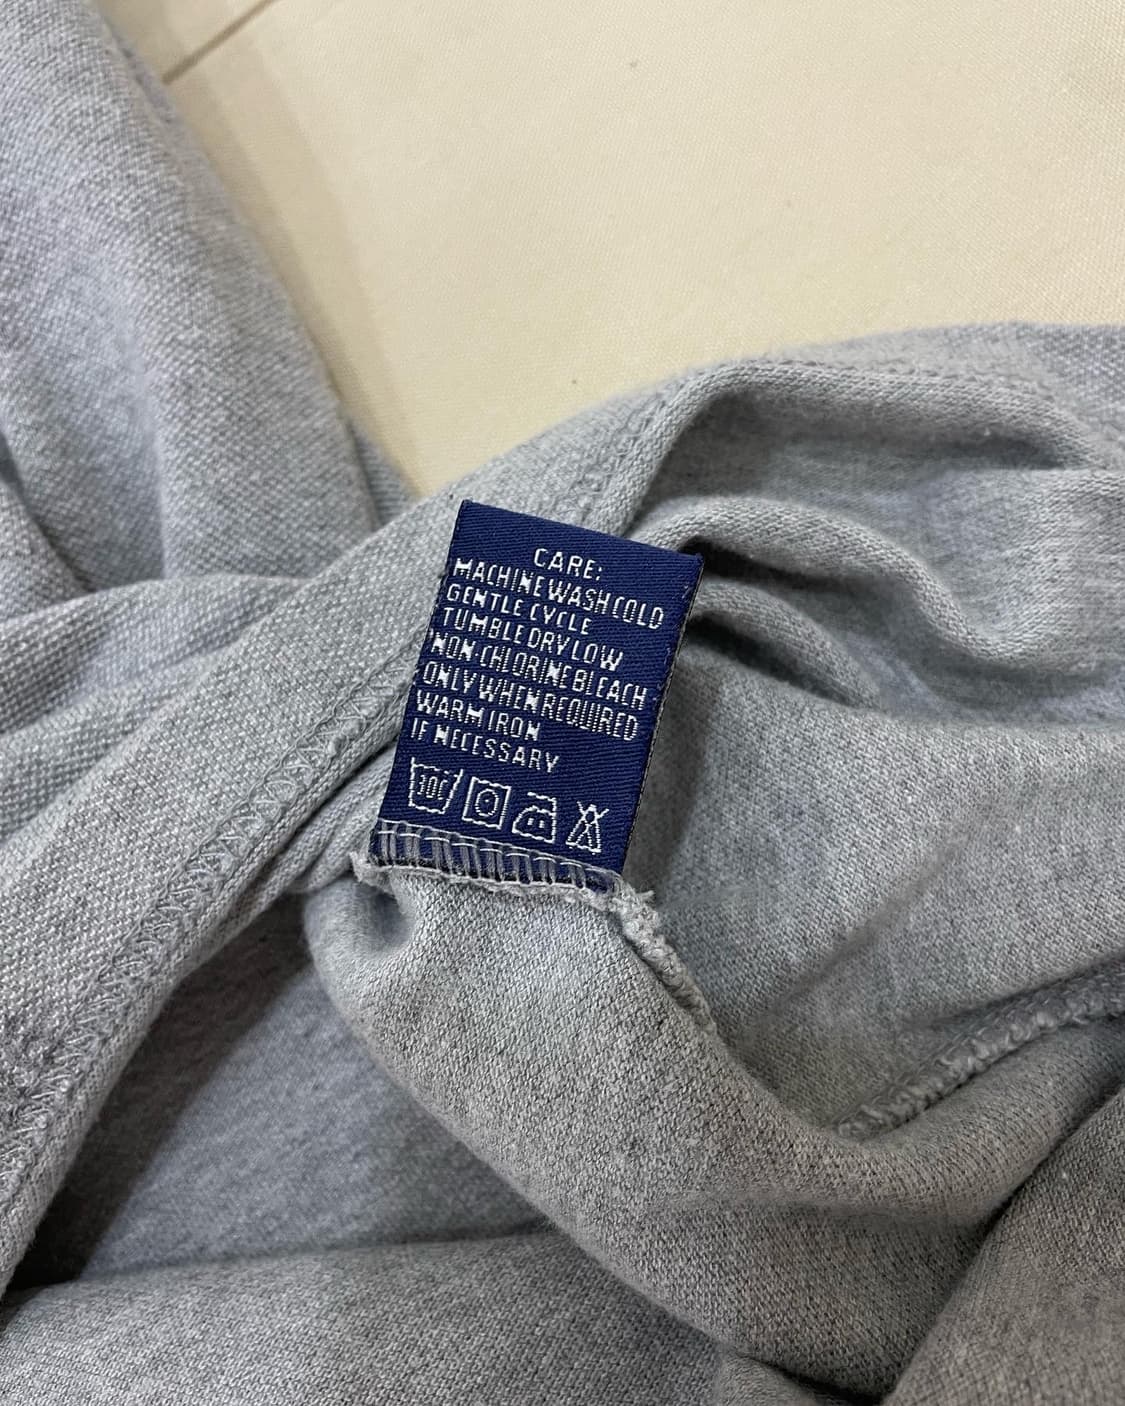 CARE:
MACHINE WASH COLD
GENTLE CYCLE
TUMBLE DRY LOW
NON-CHLORINE BLEACH
ONLY WHEN REQUIRED
WARM IRON
IF NECESSARY
30C